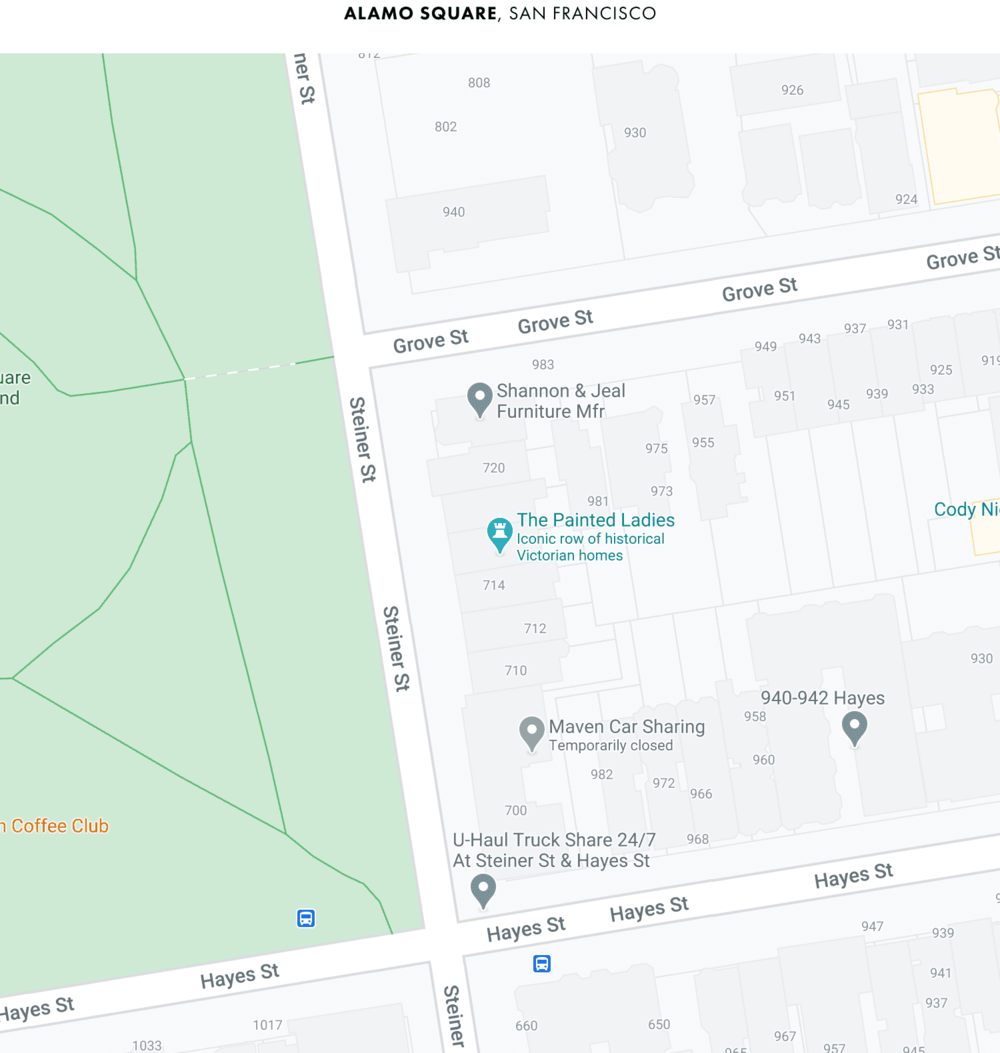 ALAMO SQUARE, SAN FRANCISCO
812
808
802
926
930
924
940
ner St
Grove St
Grove St
Grove St
Grove St
983
949
943
937
931
925
919
951
945
939
933
957
955
Shannon & Jeal
Furniture Mfr
uare
nd
Steiner St
720
975
973
981
The Painted Ladies
Iconic row of historical
Victorian homes
Cody Ni
714
712
710
Steiner St
930
940-942 Hayes
958
960
Maven Car Sharing
Temporarily closed
982
972
966
968
700
n Coffee Club
U-Haul Truck Share 24/7
At Steiner St & Hayes St
Hayes St
Hayes St
Hayes St
Hayes St
Hayes St
947
939
941
937
Steiner
660
650
967
965
957
945
1017
1033